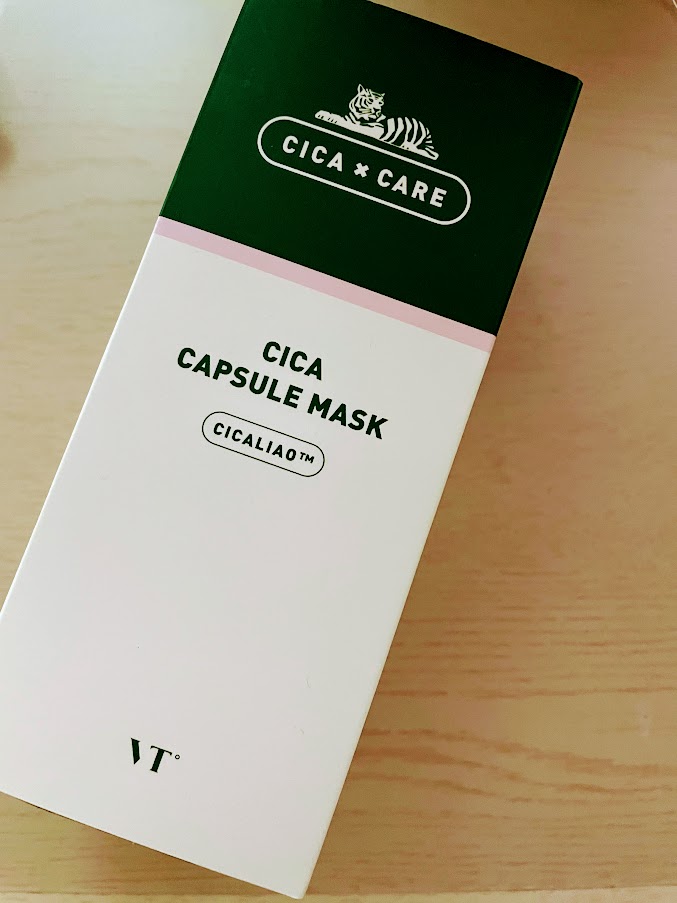 CICA × CARE
CICA
CAPSULE MASK
CICALIAO™
VT°